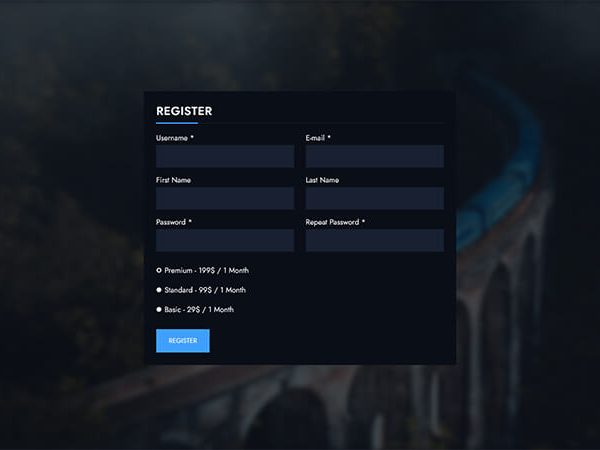 REGISTER
Username * E-mail *
First Name Last Name
Password * Repeat Password *
Premium - 199$ / 1 Month
Standard - 99$ / 1 Month
Basic - 29$ / 1 Month
REGISTER